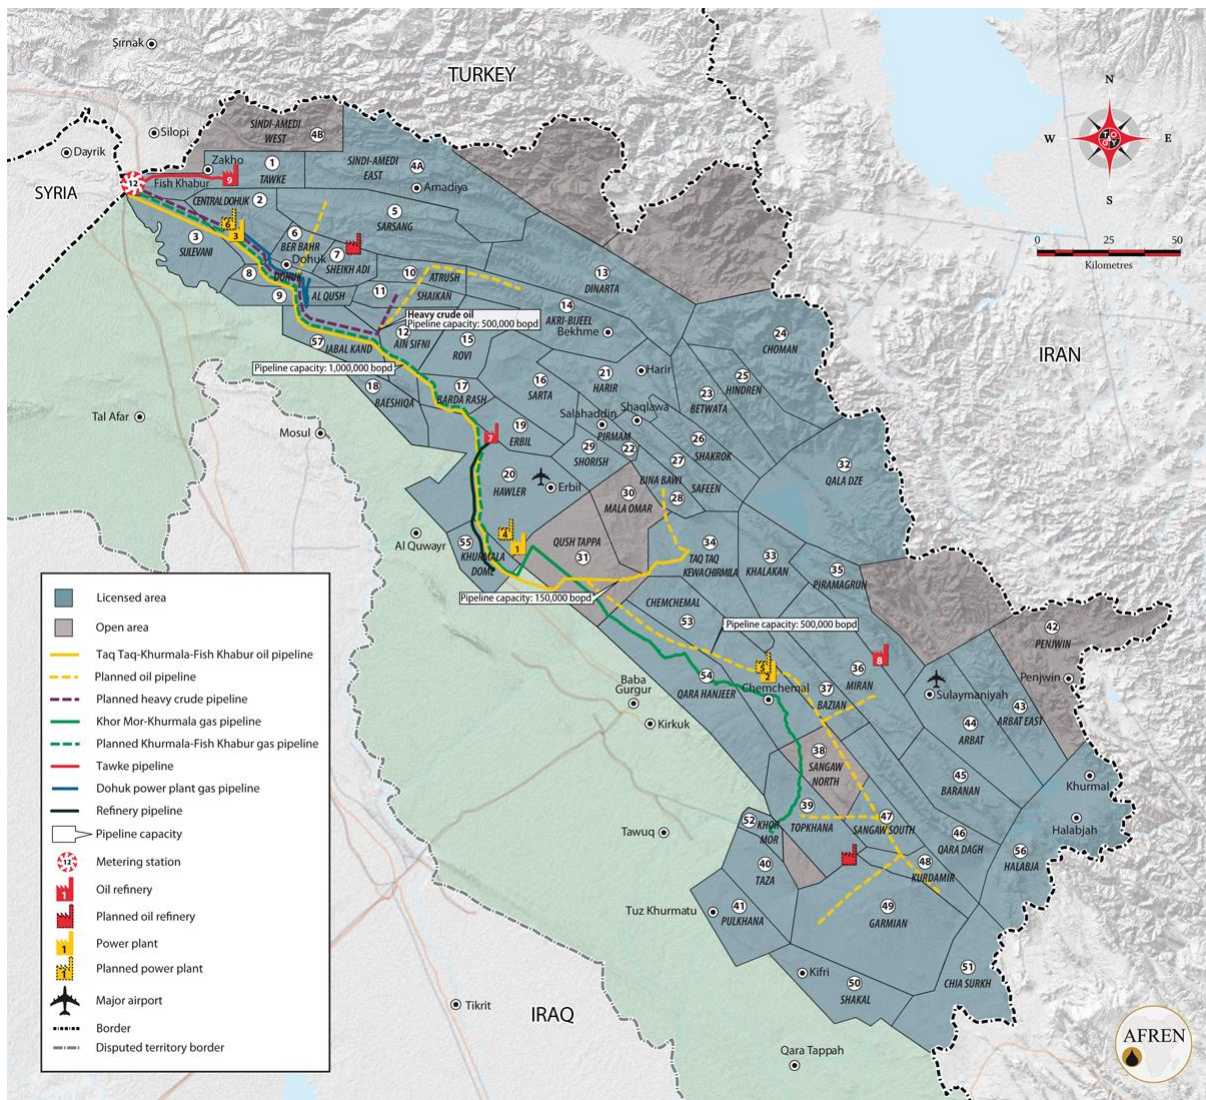 Şırnak
TURKEY
N
W
E
S
0
25
50
Kilometres
SINDI-AMEDI
WEST
4B
Silopi
Dayrik
Zakho
1
TAWKE
SINDI-AMEDI
EAST
4A
Amadiya
12
Fish Khabur
9
SYRIA
CENTRAL DOHUK
2
5
SARSANG
6
3
3
SULEVANI
6
BER BAHR
7
SHEIKH ADI
Dohuk
DOHUK
8
9
AL QUSH
10
ATRUSH
11
SHAIKAN
13
DINARTA
14
AKRI-BIJEEL
Bekhme
Heavy crude oil
Pipeline capacity: 500,000 bopd
12
AIN SIFNI
15
ROVI
57
JABAL KAND
Pipeline capacity: 1,000,000 bopd
24
CHOMAN
IRAN
18
BAESHIQA
17
BARDA RASH
16
SARTA
21
HARIR
Harir
25
HINDREN
23
BETWATA
Tal Afar
Mosul
7
19
ERBIL
Salahaddin
Shaqlawa
PIRMAM
22
29
SHORISH
26
SHAKROK
27
BINA BAWI
SAFEEN
28
32
QALA DZE
20
HAWLER
Erbil
30
MALA OMAR
Al Quwayr
55
KHURMALA
DOME
4
1
QUSH TAPPA
31
34
TAQ TAQ
KEWACHIRMILA
33
KHALAKAN
35
PIRAMAGRUN
Pipeline capacity: 150,000 bopd
CHEMCHEMAL
53
Pipeline capacity: 500,000 bopd
42
PENJWIN
Penjwin
8
36
MIRAN
5
2
Chemchemal
54
QARA HANJEER
37
BAZIAN
Sulaymaniyah
43
ARBAT EAST
44
ARBAT
Baba
Gurgur
Kirkuk
38
SANGAW
NORTH
45
BARANAN
Khurmal
Halabjah
39
TOPKHANA
47
SANGAW SOUTH
52
KHOR
MOR
Tawuq
46
QARA DAGH
56
HALABJA
40
TAZA
48
KURDAMIR
41
PULKHANA
Tuz Khurmatu
49
GARMIAN
Kifri
50
SHAKAL
51
CHIA SURKH
Tikrit
IRAQ
Qara Tappah
AFREN
Licensed area
Open area
Taq Taq-Khurmala-Fish Khabur oil pipeline
Planned oil pipeline
Planned heavy crude pipeline
Khor Mor-Khurmala gas pipeline
Planned Khurmala-Fish Khabur gas pipeline
Tawke pipeline
Dohuk power plant gas pipeline
Refinery pipeline
Pipeline capacity
12
Metering station
1
Oil refinery
Planned oil refinery
1
Power plant
1
Planned power plant
Major airport
Border
Disputed territory border